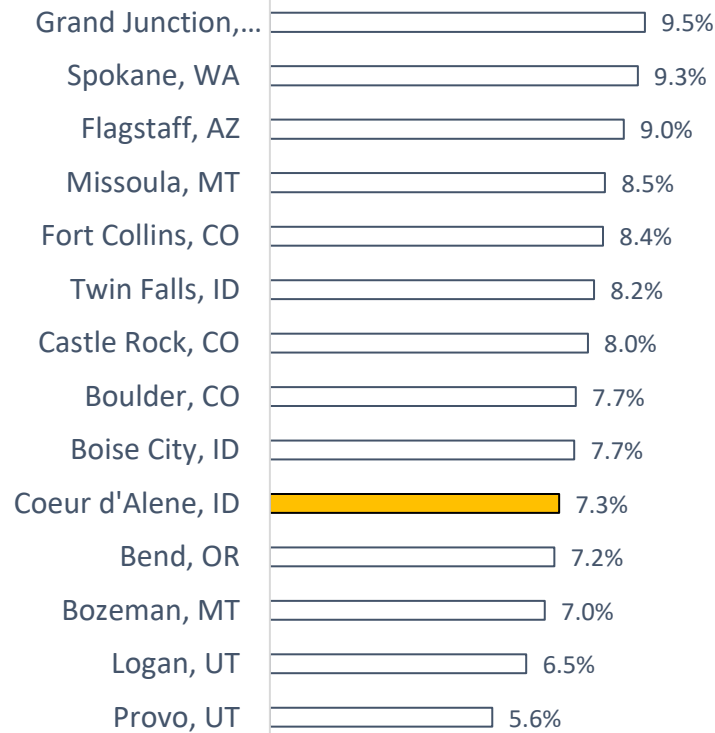 Grand Junction,... 9.5%
Spokane, WA 9.3%
Flagstaff, AZ 9.0%
Missoula, MT 8.5%
Fort Collins, CO 8.4%
Twin Falls, ID 8.2%
Castle Rock, CO 8.0%
Boulder, CO 7.7%
Boise City, ID 7.7%
Coeur d'Alene, ID 7.3%
Bend, OR 7.2%
Bozeman, MT 7.0%
Logan, UT 6.5%
Provo, UT 5.6%